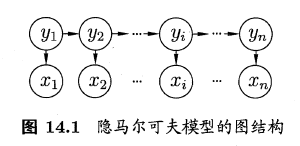 y₁ y₂ ··· yᵢ ··· yₙ
x₁ x₂ ··· xᵢ ··· xₙ
图 14.1 隐马尔可夫模型的图结构